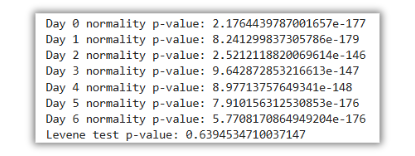 Day 0 normality p-value: 2.1764439787001657e-177
Day 1 normality p-value: 8.241299837305786e-179
Day 2 normality p-value: 2.5212118820069614e-146
Day 3 normality p-value: 9.642872853216613e-147
Day 4 normality p-value: 8.97713757649341e-148
Day 5 normality p-value: 7.910156312530853e-176
Day 6 normality p-value: 5.7708170864949204e-176
Levene test p-value: 0.6394534710037147